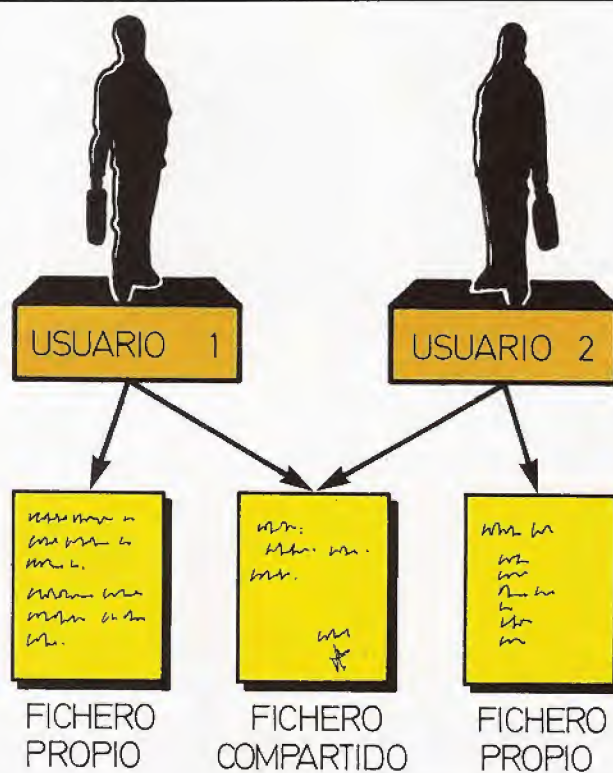 USUARIO 1
USUARIO 2
FICHERO
PROPIO
FICHERO
COMPARTIDO
FICHERO
PROPIO